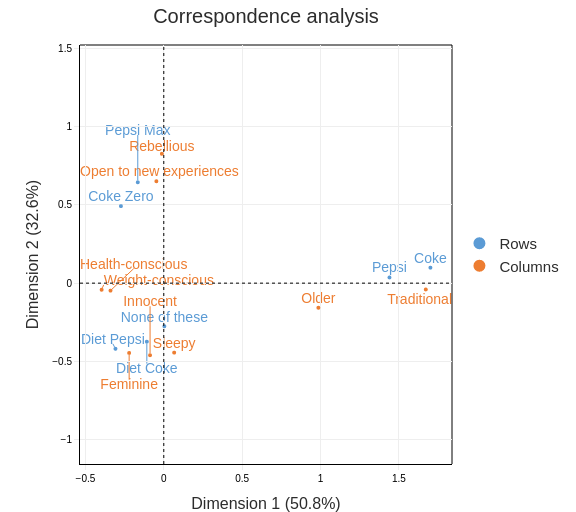 Correspondence analysis
1.5
1
0.5
0
−0.5
−1
Dimension 2 (32.6%)
Pepsi Max
Rebellious
Open to new experiences
Coke Zero
Health-conscious
Weight-conscious
Innocent
None of these
Diet Pepsi
Sleepy
Diet Coke
Feminine
Coke
Pepsi
Older
Traditional
Rows
Columns
−0.5
0
0.5
1
1.5
Dimension 1 (50.8%)